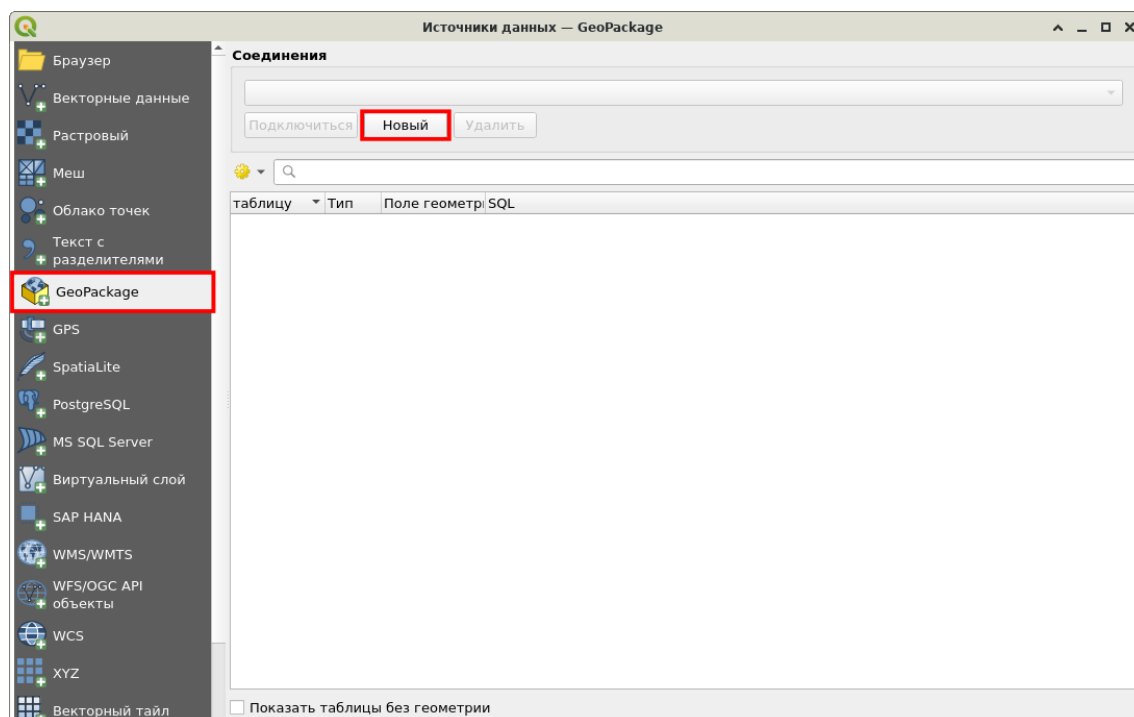 Источники данных — GeoPackage
Браузер
Векторные данные
Растровый
Меш
Облако точек
Текст с
разделителями
GeoPackage
GPS
SpatiaLite
PostgreSQL
MS SQL Server
Виртуальный слой
SAP HANA
WMS/WMTS
WFS/OGC API
объекты
WCS
XYZ
Векторный тайл
Соединения
Подключиться Новый Удалить
таблицу Тип Поле геометрı SQL
Показать таблицы без геометрии